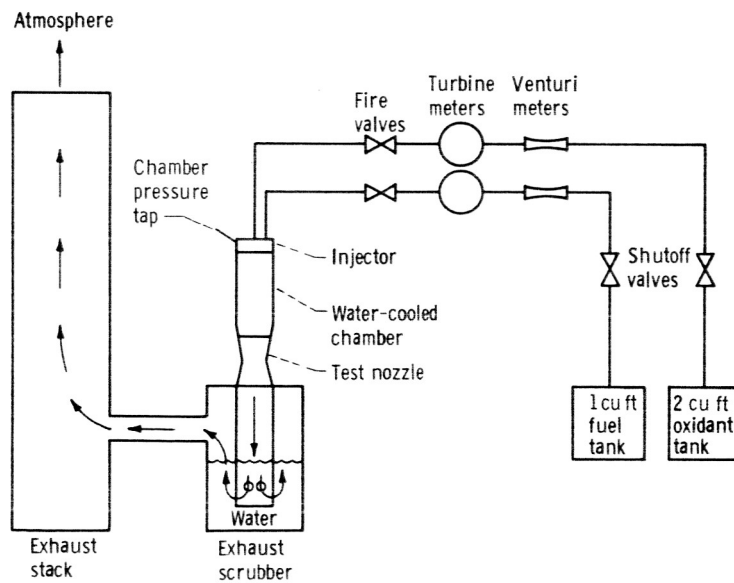 Atmosphere
Fire
valves
Turbine
meters
Venturi
meters
Chamber
pressure
tap
Injector
Shutoff
valves
Water-cooled
chamber
Test nozzle
1 cu ft
fuel
tank
2 cu ft
oxidant
tank
Water
Exhaust
stack
Exhaust
scrubber